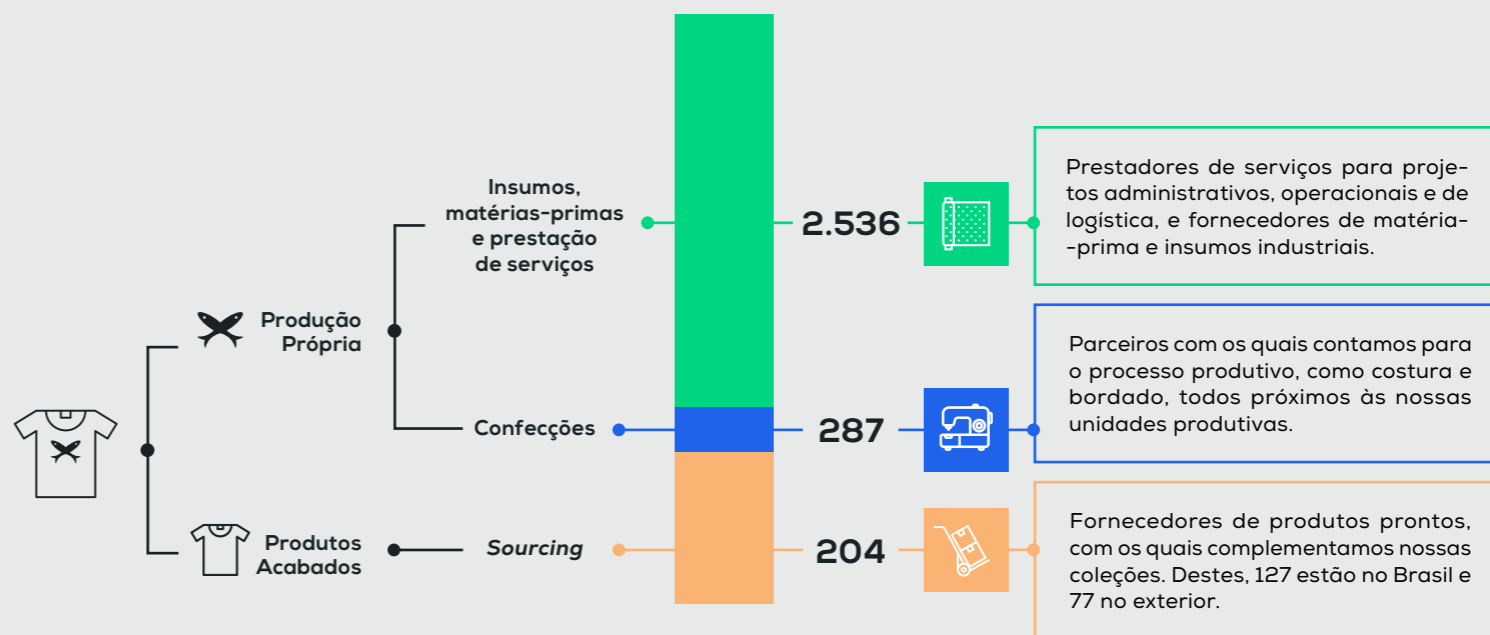 Insumos,
matérias-primas
e prestação
de serviços
2.536
Prestadores de serviços para proje-
tos administrativos, operacionais e de
logística, e fornecedores de matéria-
-prima e insumos industriais.
Produção
Própria
Confecções
287
Parceiros com os quais contamos para
o processo produtivo, como costura e
bordado, todos próximos às nossas
unidades produtivas.
Produtos
Acabados
Sourcing
204
Fornecedores de produtos prontos,
com os quais complementamos nossas
coleções. Destes, 127 estão no Brasil e
77 no exterior.